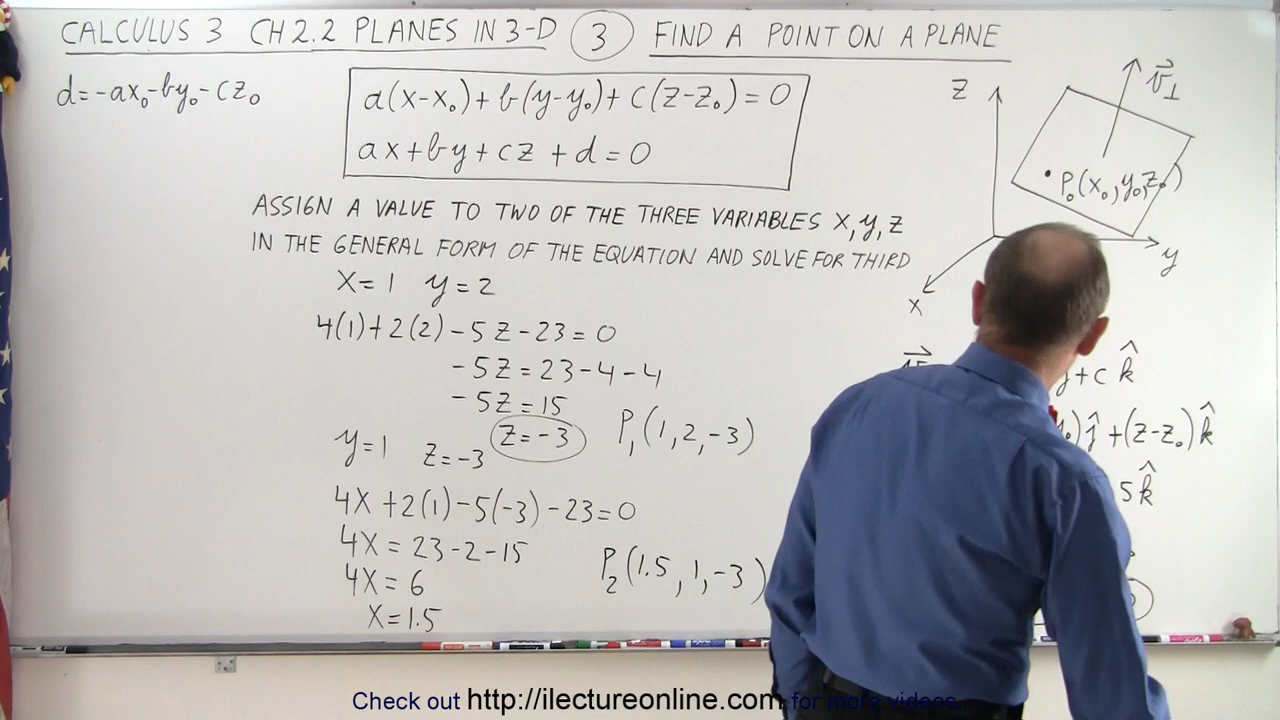 CALCULUS 3 CH 2.2 PLANES IN 3-D 3 FIND A POINT ON A PLANE
d = -ax₀ - by₀ - cz₀
a(x-x₀) + b(y-y₀) + c(z-z₀) = 0
ax + by + cz + d = 0
ASSIGN A VALUE TO TWO OF THE THREE VARIABLES X, y, Z
IN THE GENERAL FORM OF THE EQUATION AND SOLVE FOR THIRD
X = 1 y = 2
4(1) + 2(2) - 5Z - 23 = 0
-5Z = 23 - 4 - 4
-5Z = 15
Z = -3 P₁(1, 2, -3)
y = 1 Z = -3
4X + 2(1) - 5(-3) - 23 = 0
4X = 23 - 2 - 15
4X = 6
X = 1.5
P₂(1.5, 1, -3)
Z
v⃗⊥
P₀(x₀, y₀, z₀)
y
X
+ c k̂
ĵ + (z-z₀) k̂
5 k̂
Check out http://ilectureonline.com for more videos.